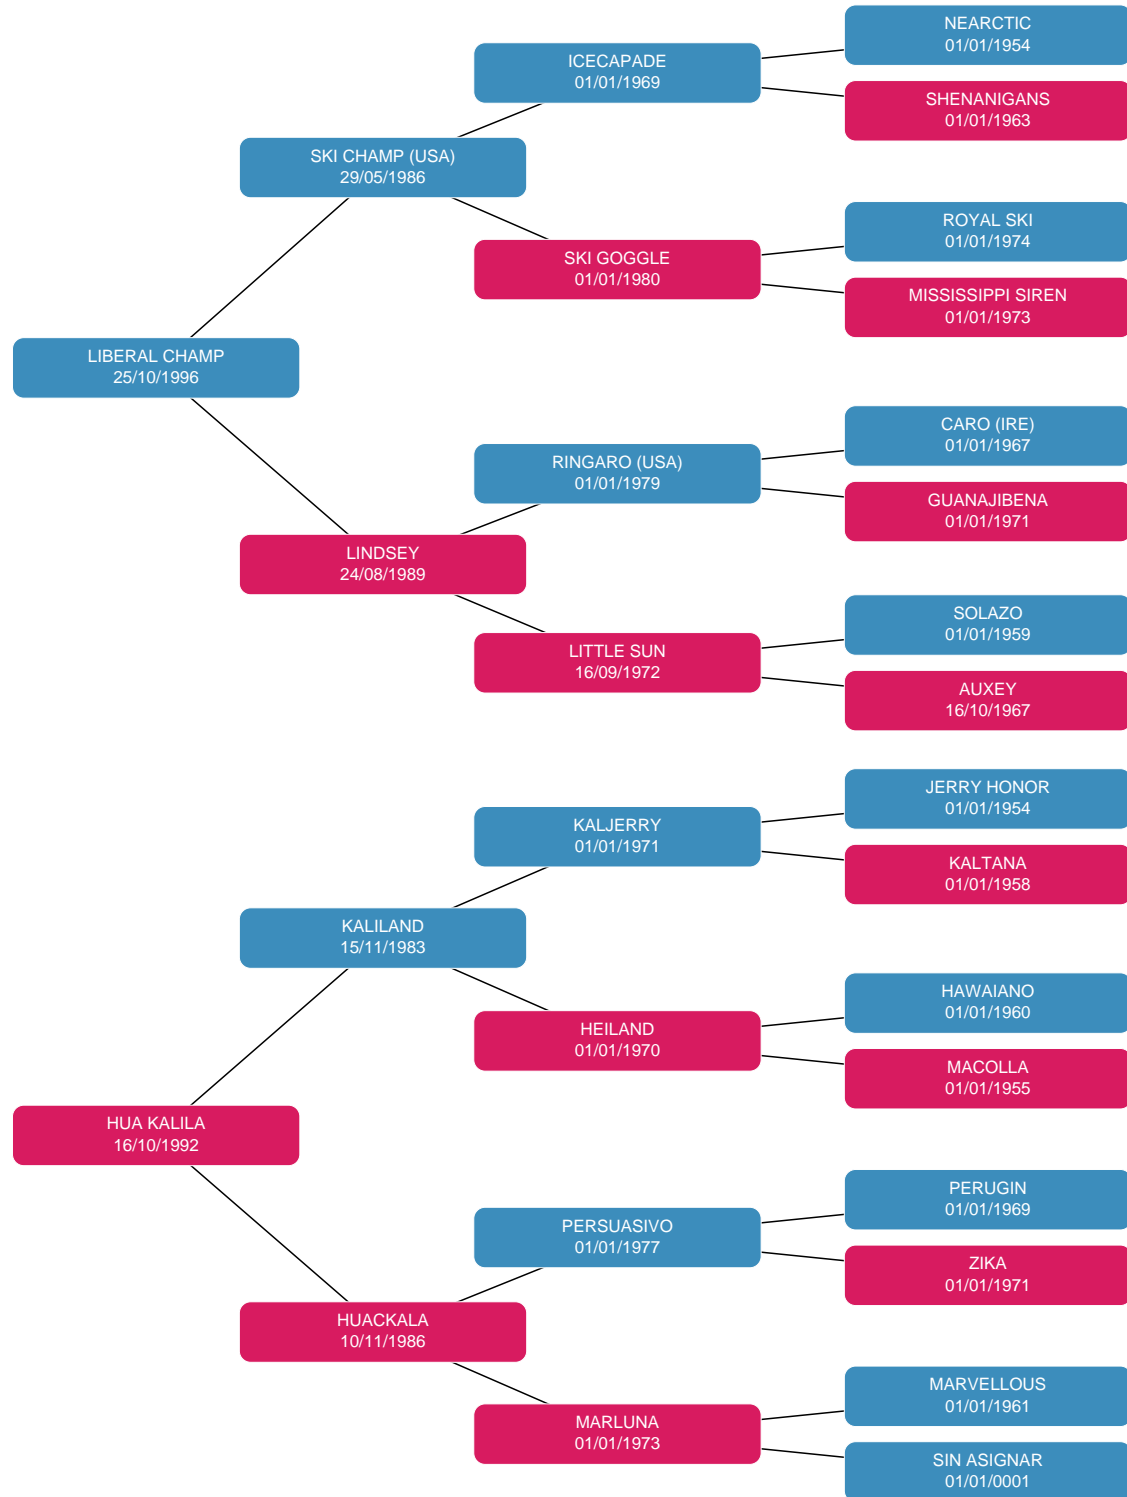 NEARCTIC
01/01/1954
ICECAPADE
01/01/1969
SHENANIGANS
01/01/1963
SKI CHAMP (USA)
29/05/1986
ROYAL SKI
01/01/1974
SKI GOGGLE
01/01/1980
MISSISSIPPI SIREN
01/01/1973
LIBERAL CHAMP
25/10/1996
CARO (IRE)
01/01/1967
RINGARO (USA)
01/01/1979
GUANAJIBENA
01/01/1971
LINDSEY
24/08/1989
SOLAZO
01/01/1959
LITTLE SUN
16/09/1972
AUXEY
16/10/1967
JERRY HONOR
01/01/1954
KALJERRY
01/01/1971
KALTANA
01/01/1958
KALILAND
15/11/1983
HAWAIANO
01/01/1960
HEILAND
01/01/1970
MACOLLA
01/01/1955
HUA KALILA
16/10/1992
PERUGIN
01/01/1969
PERSUASIVO
01/01/1977
ZIKA
01/01/1971
HUACKALA
10/11/1986
MARVELLOUS
01/01/1961
MARLUNA
01/01/1973
SIN ASIGNAR
01/01/0001